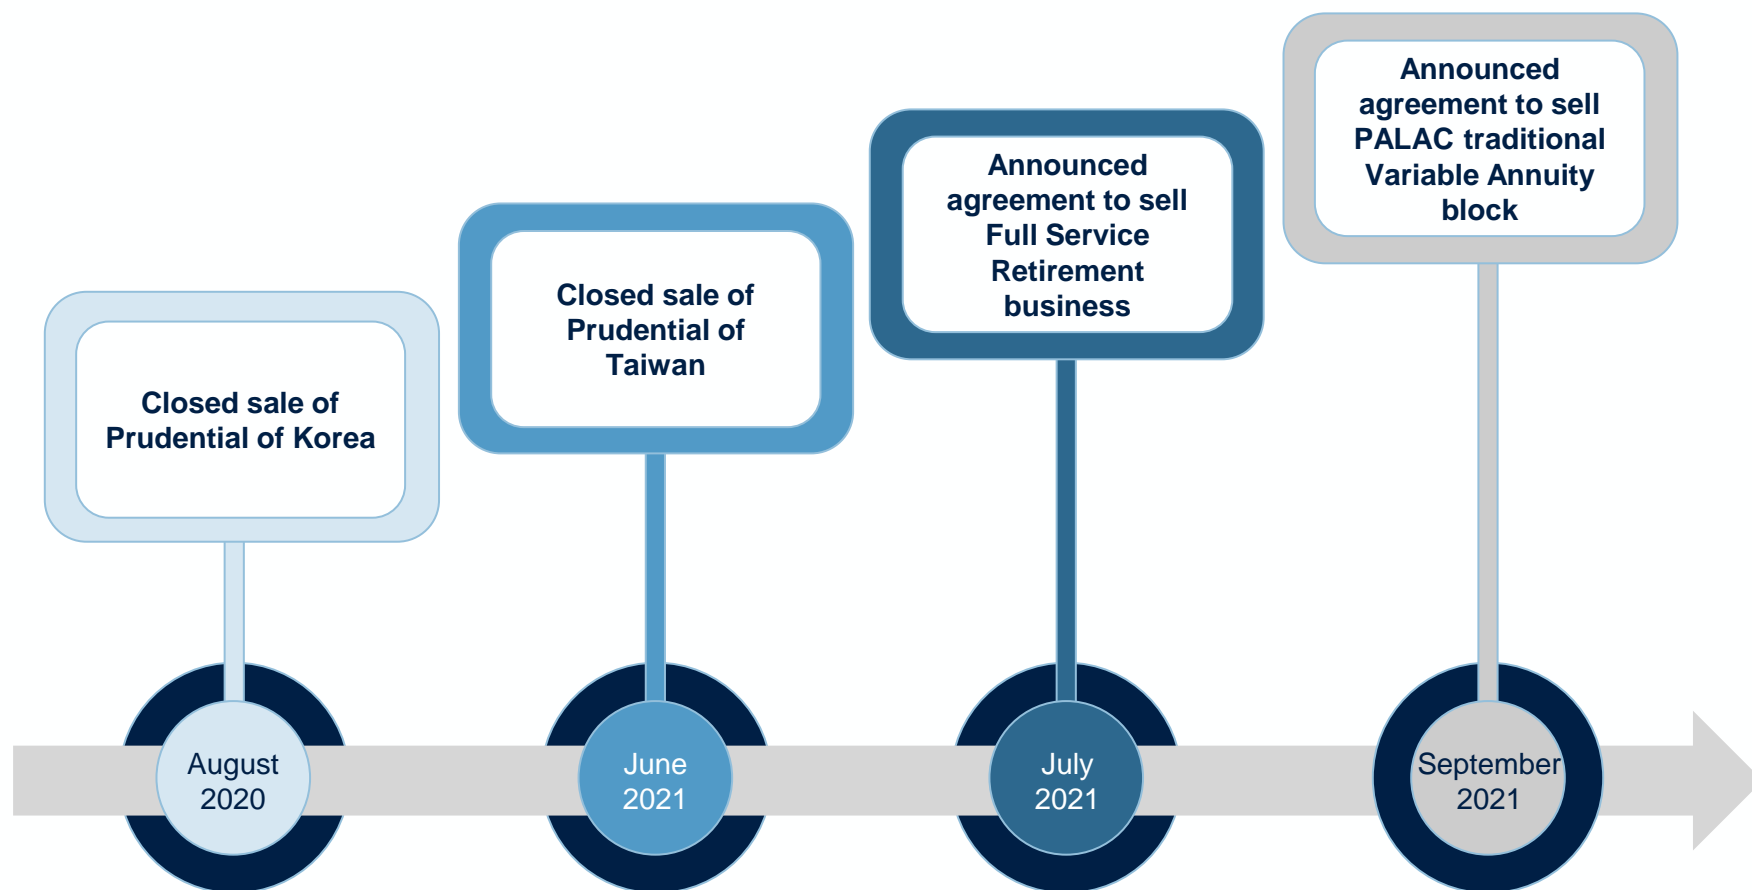 Closed sale of
Prudential of Korea
Closed sale of
Prudential of
Taiwan
Announced
agreement to sell
Full Service
Retirement
business
Announced
agreement to sell
PALAC traditional
Variable Annuity
block
August
2020
June
2021
July
2021
September
2021